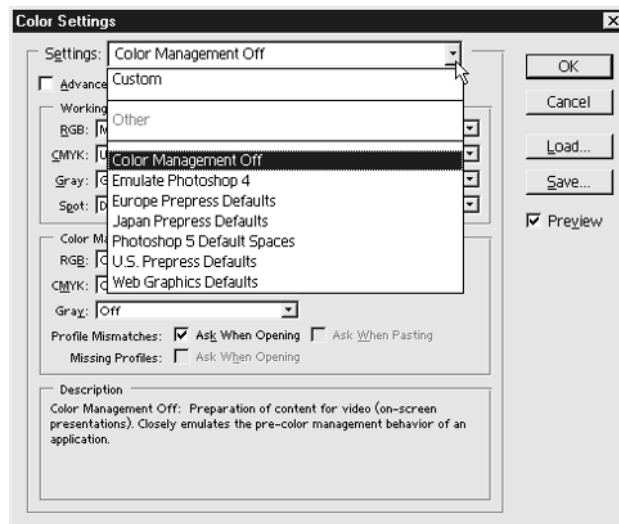 Color Settings
Settings: Color Management Off
OK
Advance
Custom
Working
Other
Cancel
RGB: M
CMYK: U
Color Management Off
Load...
Gray: G
Emulate Photoshop 4
Save...
Spot: D
Europe Prepress Defaults
Japan Prepress Defaults
Preview
Color Ma
Photoshop 5 Default Spaces
RGB: O
U.S. Prepress Defaults
CMYK: O
Web Graphics Defaults
Gray: Off
Profile Mismatches: Ask When Opening Ask When Pasting
Missing Profiles: Ask When Opening
Description
Color Management Off: Preparation of content for video (on-screen
presentations). Closely emulates the pre-color management behavior of an
application.